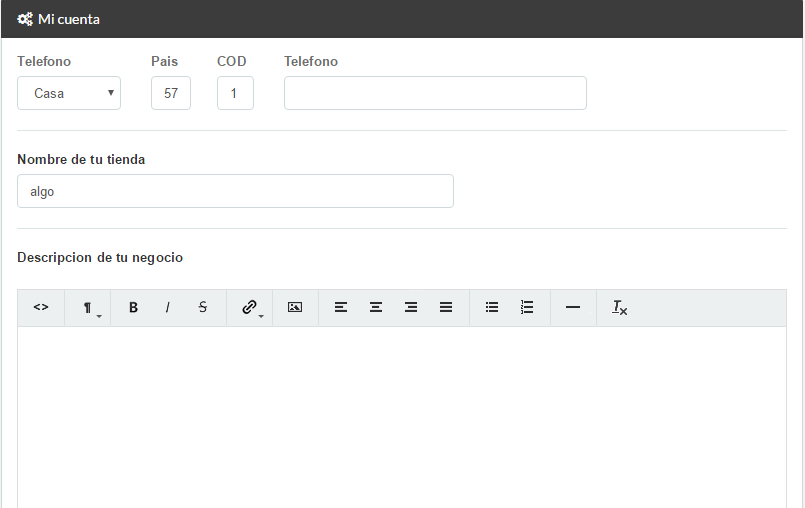 Mi cuenta
Telefono Pais COD Telefono
Casa 57 1
Nombre de tu tienda
algo
Descripcion de tu negocio
<> ¶ B I S T